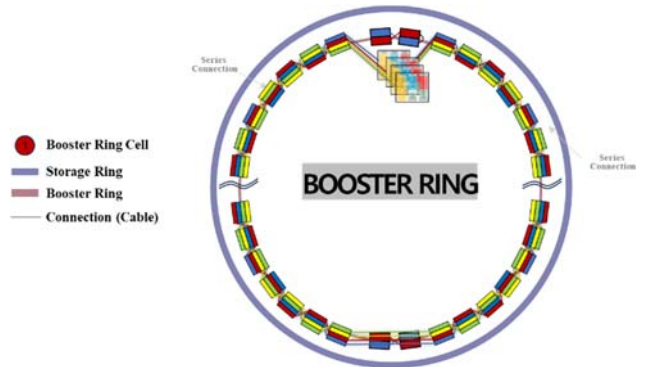 Series
Connection
Booster Ring Cell
Storage Ring
Booster Ring
Connection (Cable)
BOOSTER RING
Series
Connection